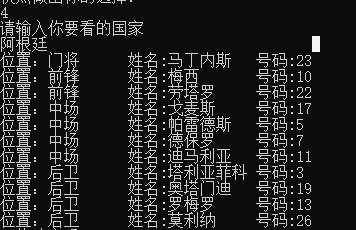 4
请输入你要看的国家
阿根廷
位置：门将 姓名:马丁内斯 号码:23
位置：前锋 姓名:梅西 号码:10
位置：前锋 姓名:劳塔罗 号码:22
位置：中场 姓名:戈麦斯 号码:17
位置：中场 姓名:帕雷德斯 号码:5
位置：中场 姓名:德保罗 号码:7
位置：中场 姓名:迪马利亚 号码:11
位置：后卫 姓名:塔利亚菲科 号码:3
位置：后卫 姓名:奥塔门迪 号码:19
位置：后卫 姓名:罗梅罗 号码:13
位置：后卫 姓名:莫利纳 号码:26